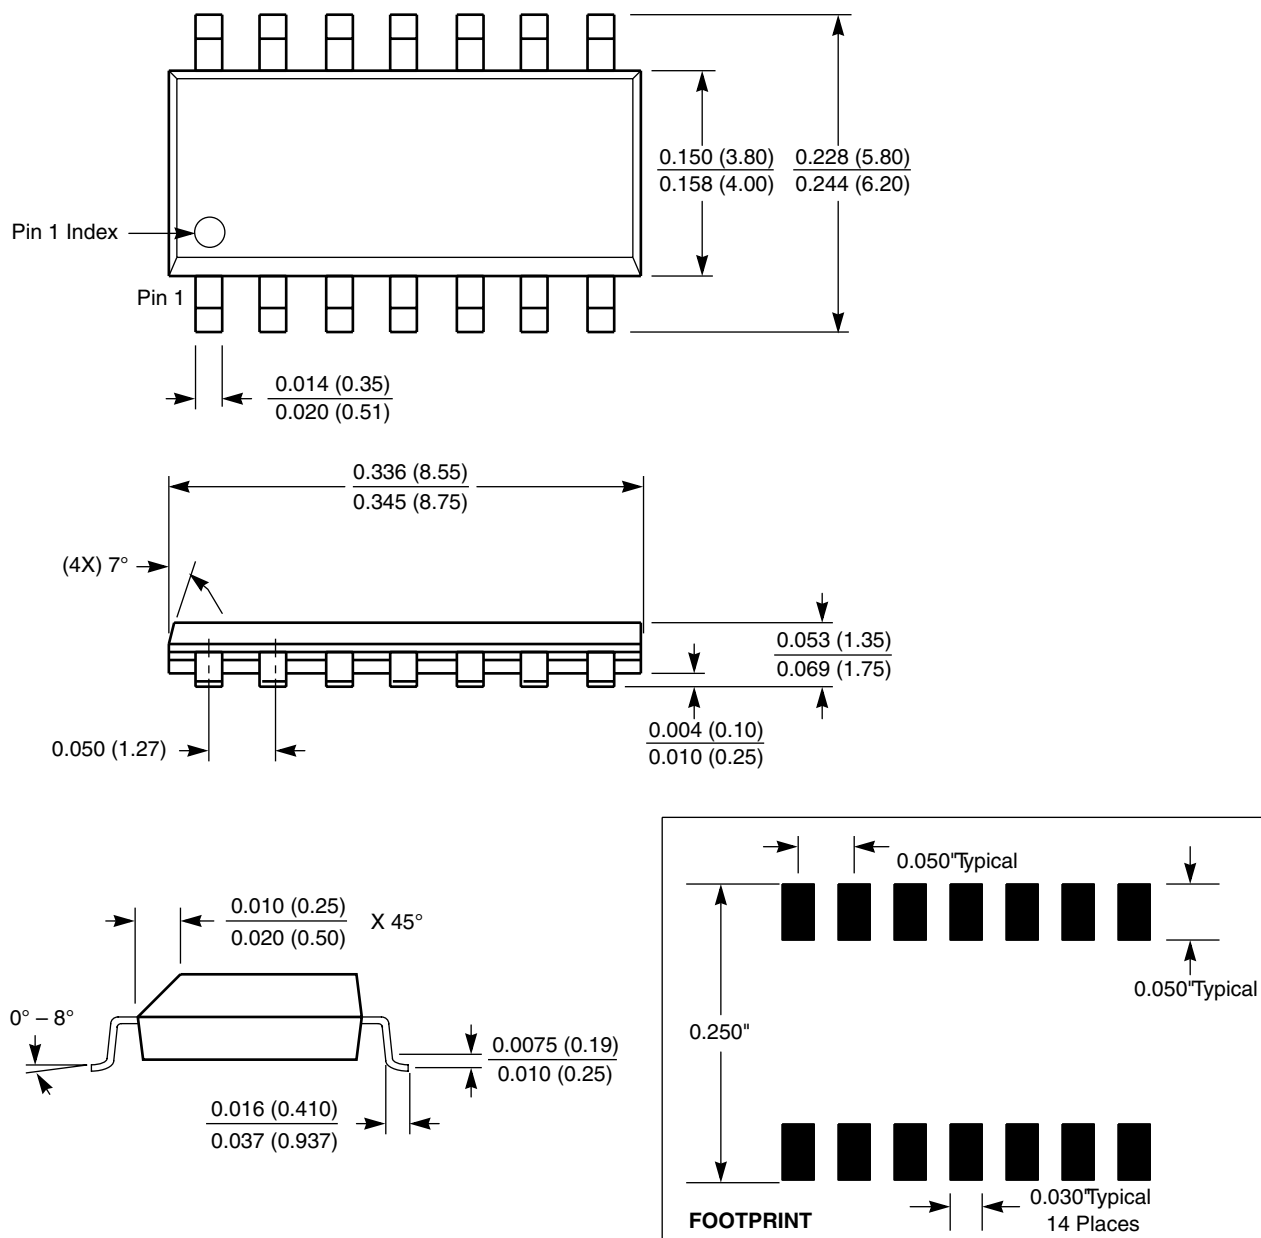 0.150 (3.80)
0.158 (4.00)
0.228 (5.80)
0.244 (6.20)
Pin 1 Index
Pin 1
0.014 (0.35)
0.020 (0.51)
0.336 (8.55)
0.345 (8.75)
(4X) 7°
0.053 (1.35)
0.069 (1.75)
0.004 (0.10)
0.010 (0.25)
0.050 (1.27)
0.010 (0.25)
0.020 (0.50)
X 45°
0° – 8°
0.0075 (0.19)
0.010 (0.25)
0.016 (0.410)
0.037 (0.937)
0.050"Typical
0.050"Typical
0.250"
0.030"Typical
14 Places
FOOTPRINT